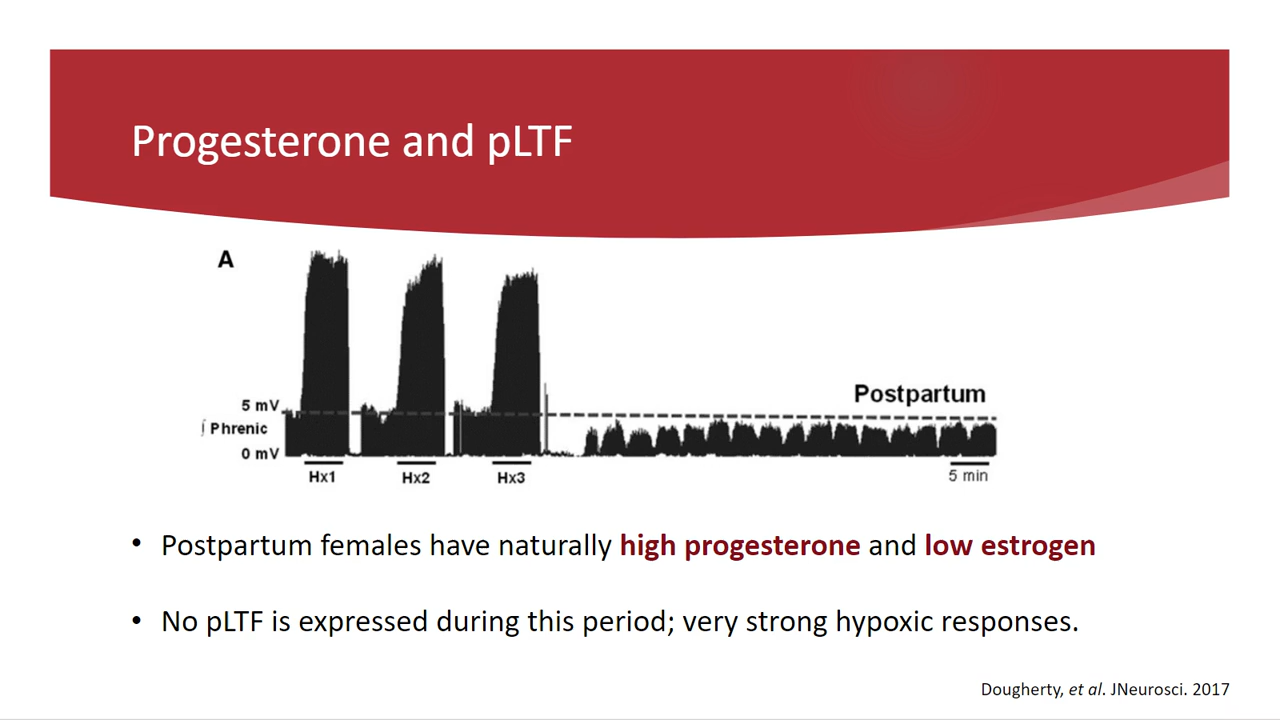 Progesterone and pLTF
A
Postpartum
5 mV
∫ Phrenic
0 mV
Hx1 Hx2 Hx3 5 min
• Postpartum females have naturally high progesterone and low estrogen
• No pLTF is expressed during this period; very strong hypoxic responses.
Dougherty, et al. JNeurosci. 2017